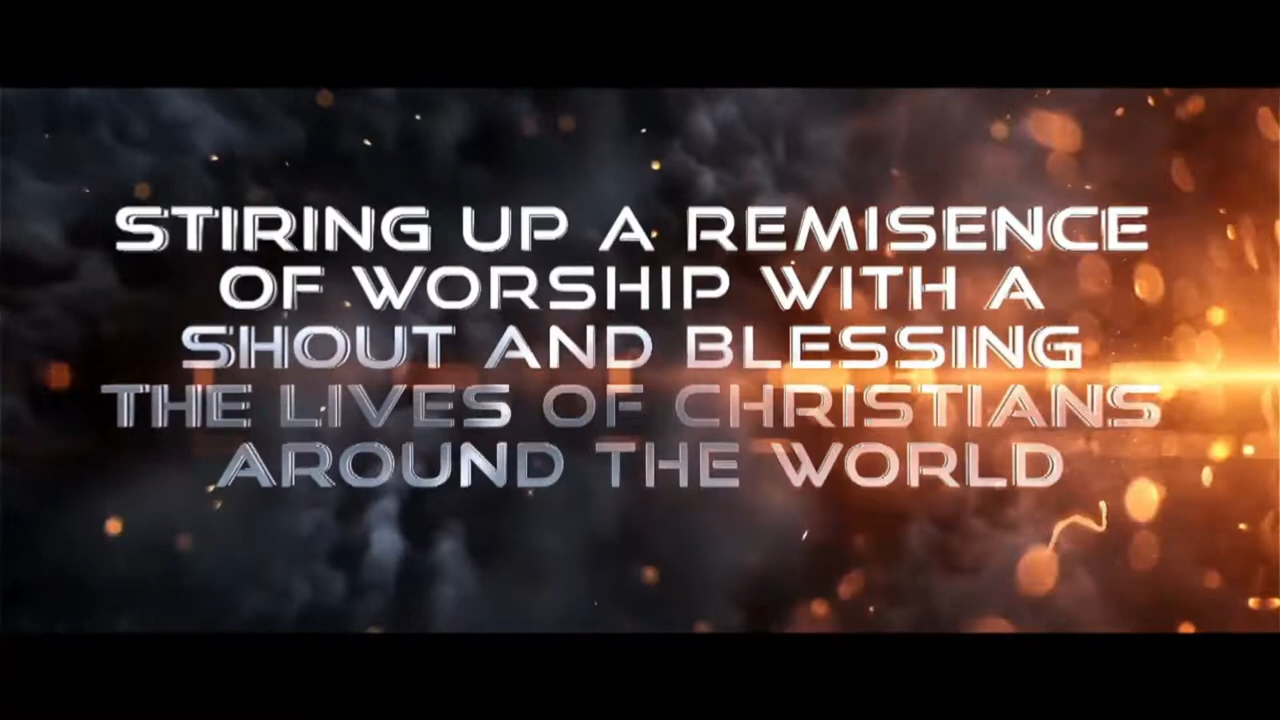 STIRING UP A REMISENCE
OF WORSHIP WITH A
SHOUT AND BLESSING
THE LIVES OF CHRISTIANS
AROUND THE WORLD